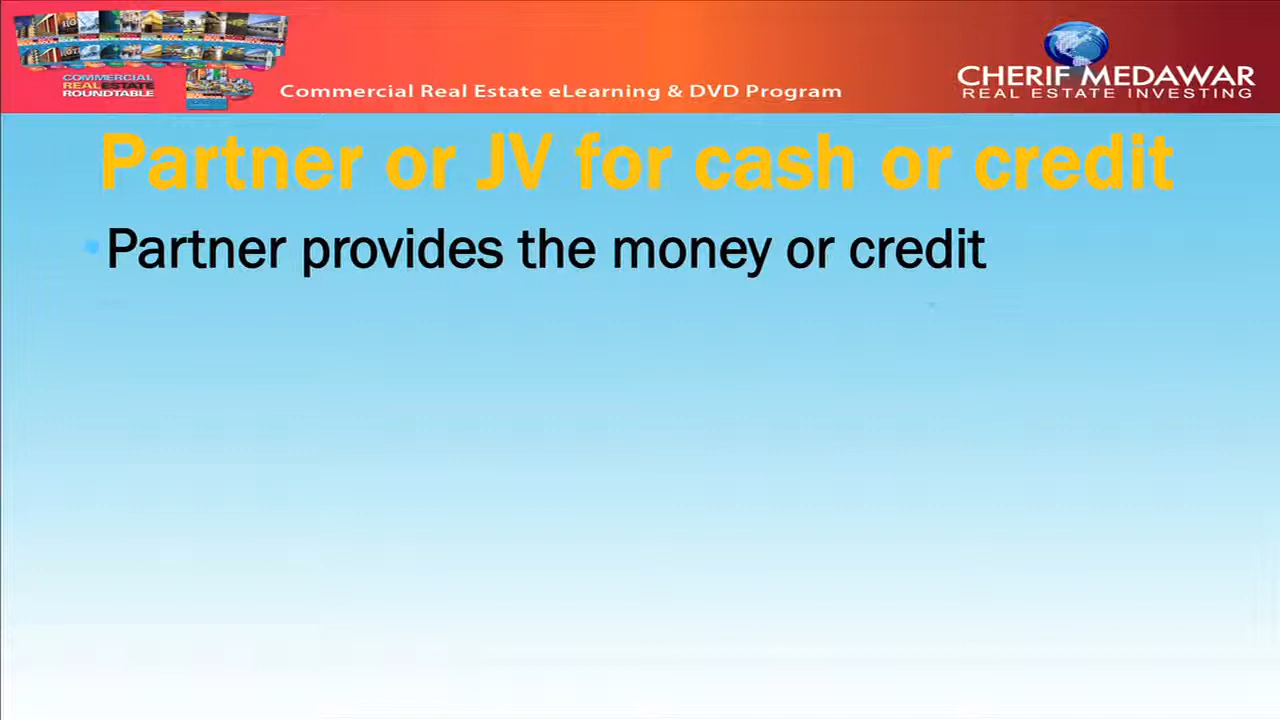 COMMERCIAL
REAL ESTATE
ROUNDTABLE
Commercial Real Estate eLearning & DVD Program
CHERIF MEDAWAR
REAL ESTATE INVESTING
Partner or JV for cash or credit
• Partner provides the money or credit